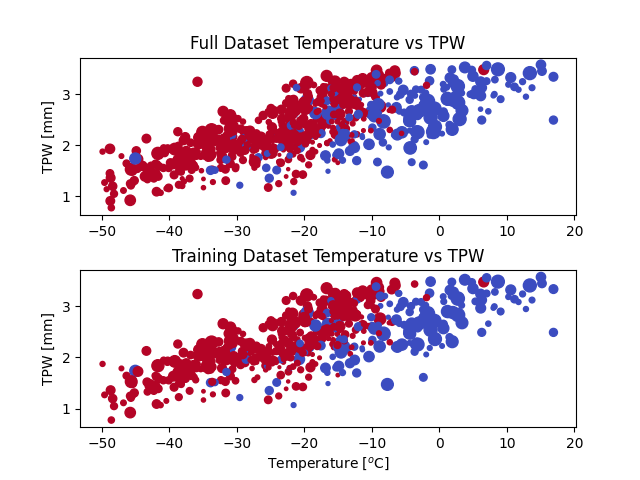 Full Dataset Temperature vs TPW
TPW [mm]
3
2
1
−50 −40 −30 −20 −10 0 10 20
Training Dataset Temperature vs TPW
TPW [mm]
3
2
1
−50 −40 −30 −20 −10 0 10 20
Temperature [°C]